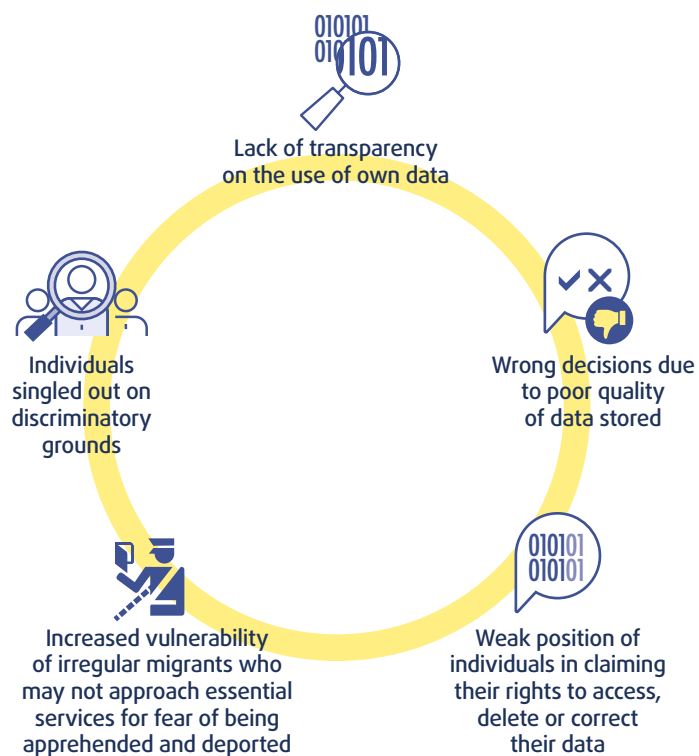 010101
010101
Lack of transparency
on the use of own data
Individuals
singled out on
discriminatory
grounds
Wrong decisions due
to poor quality
of data stored
010101
010101
Increased vulnerability
of irregular migrants who
may not approach essential
services for fear of being
apprehended and deported
Weak position of
individuals in claiming
their rights to access,
delete or correct
their data